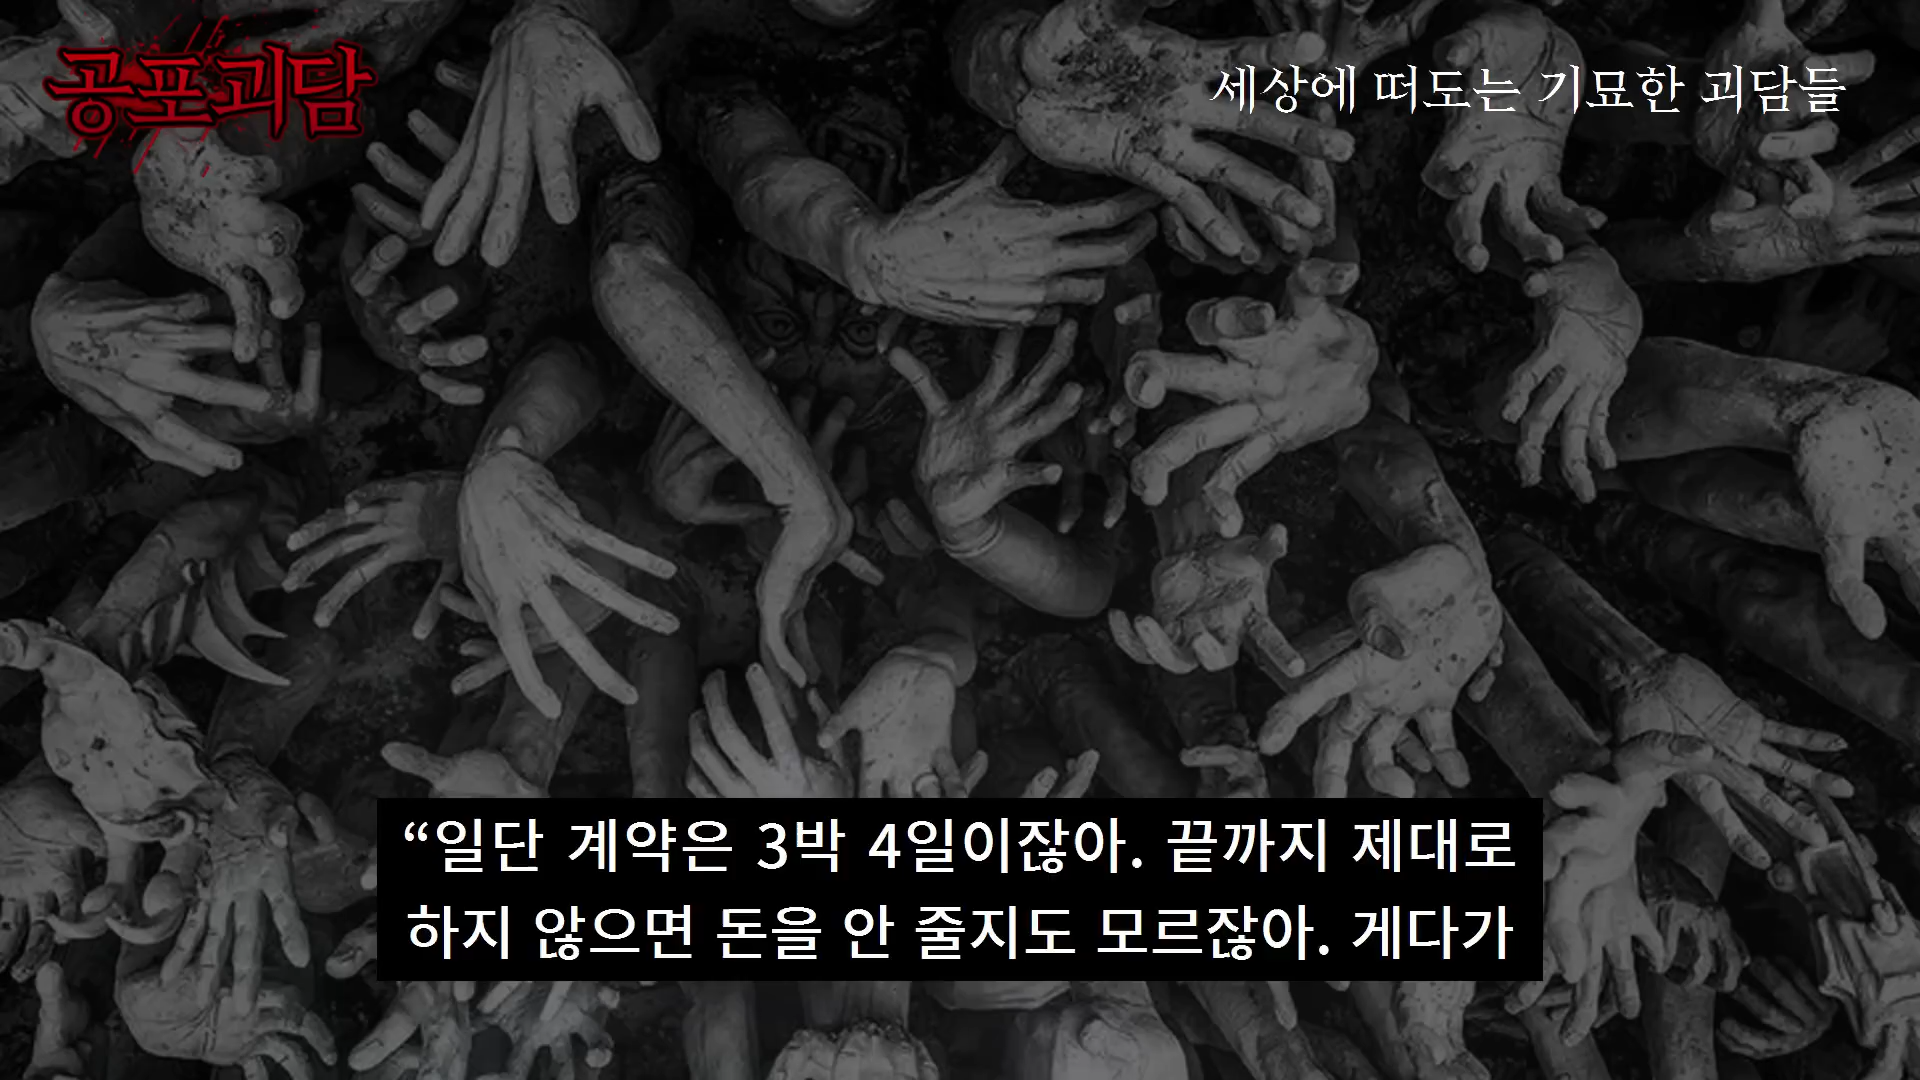 공포괴담
세상에 떠도는 기묘한 괴담들
“일단 계약은 3박 4일이잖아. 끝까지 제대로
하지 않으면 돈을 안 줄지도 모르잖아. 게다가